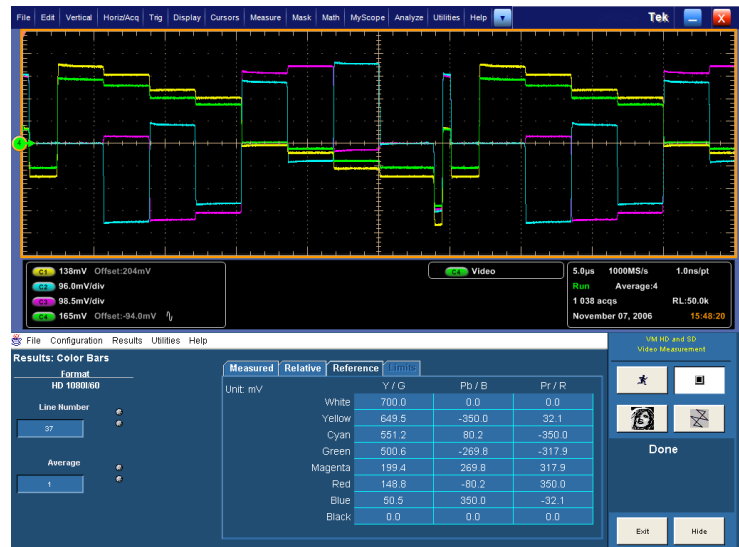 File Edit Vertical Horiz/Acq Trig Display Cursors Measure Mask Math MyScope Analyze Utilities Help Tek X
4
C1 138mV Offset:204mV
C2 96.0mV/div
C3 98.5mV/div
C4 165mV Offset:-94.0mV
C4 Video
5.0µs 1000MS/s 1.0ns/pt
Run Average:4
1 038 acqs RL:50.0k
November 07, 2006 15:48:20
File Configuration Results Utilities Help
VM HD and SD
Video Measurement
Results: Color Bars
Format
HD 1080I/60
Line Number
37
Average
1
Measured Relative Reference Limits
Unit: mV Y / G Pb / B Pr / R
White 700.0 0.0 0.0
Yellow 649.5 -350.0 32.1
Cyan 551.2 80.2 -350.0
Green 500.6 -269.8 -317.9
Magenta 199.4 269.8 317.9
Red 148.8 -80.2 350.0
Blue 50.5 350.0 -32.1
Black 0.0 0.0 0.0
Done
Exit Hide